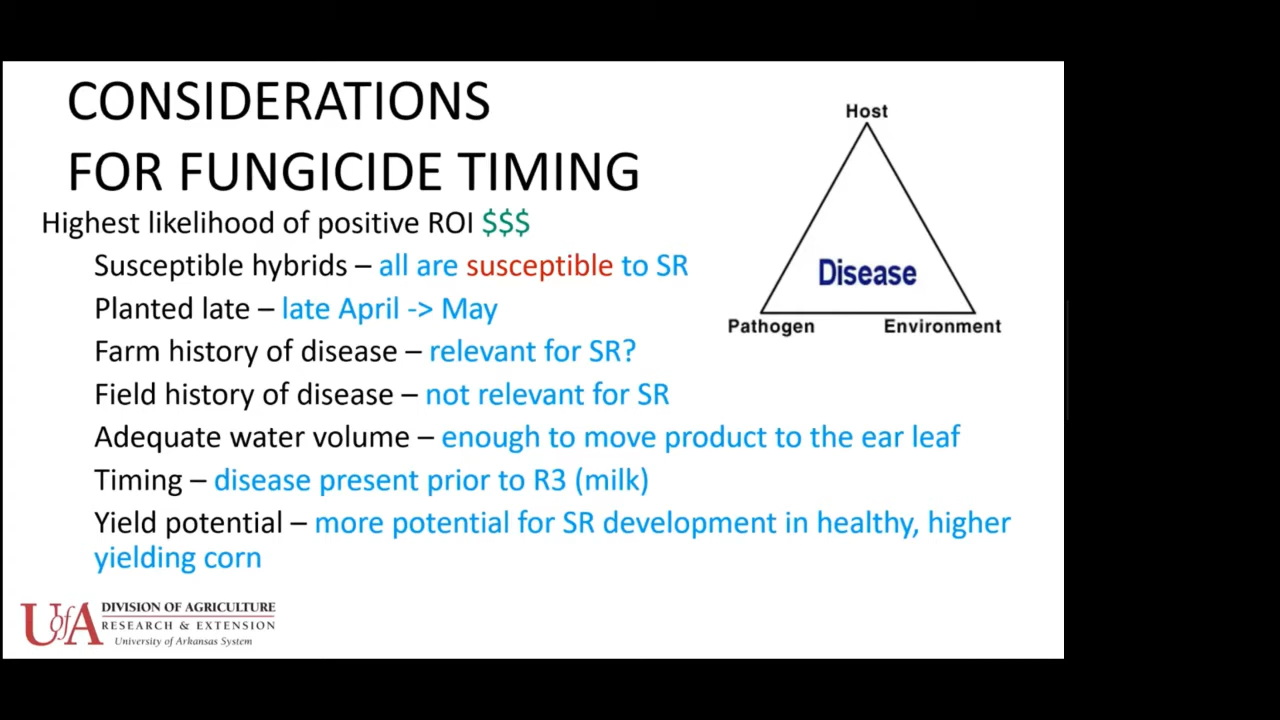 CONSIDERATIONS
FOR FUNGICIDE TIMING
Highest likelihood of positive ROI $$$
Susceptible hybrids – all are susceptible to SR
Planted late – late April -> May
Farm history of disease – relevant for SR?
Field history of disease – not relevant for SR
Adequate water volume – enough to move product to the ear leaf
Timing – disease present prior to R3 (milk)
Yield potential – more potential for SR development in healthy, higher
yielding corn
Host
Disease
Pathogen
Environment
UofA
DIVISION OF AGRICULTURE
RESEARCH & EXTENSION
University of Arkansas System